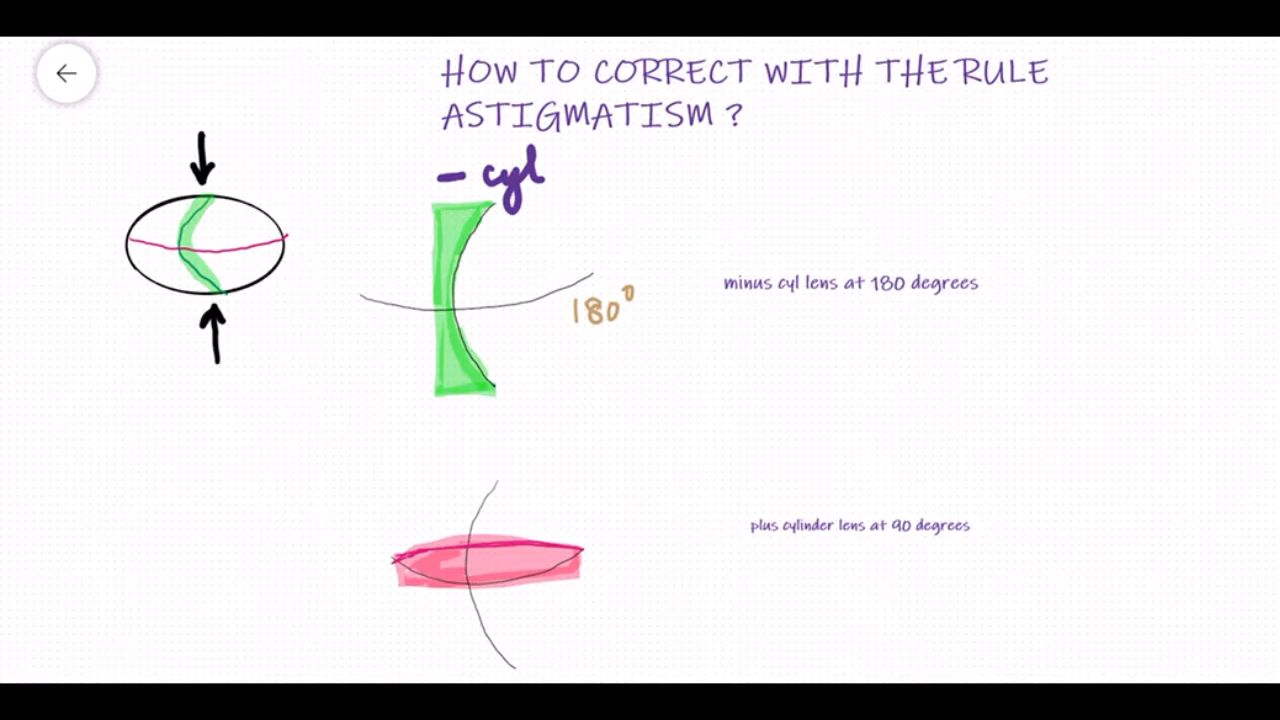 HOW TO CORRECT WITH THE RULE
ASTIGMATISM ?
- cyl
180°
minus cyl lens at 180 degrees
plus cylinder lens at 90 degrees